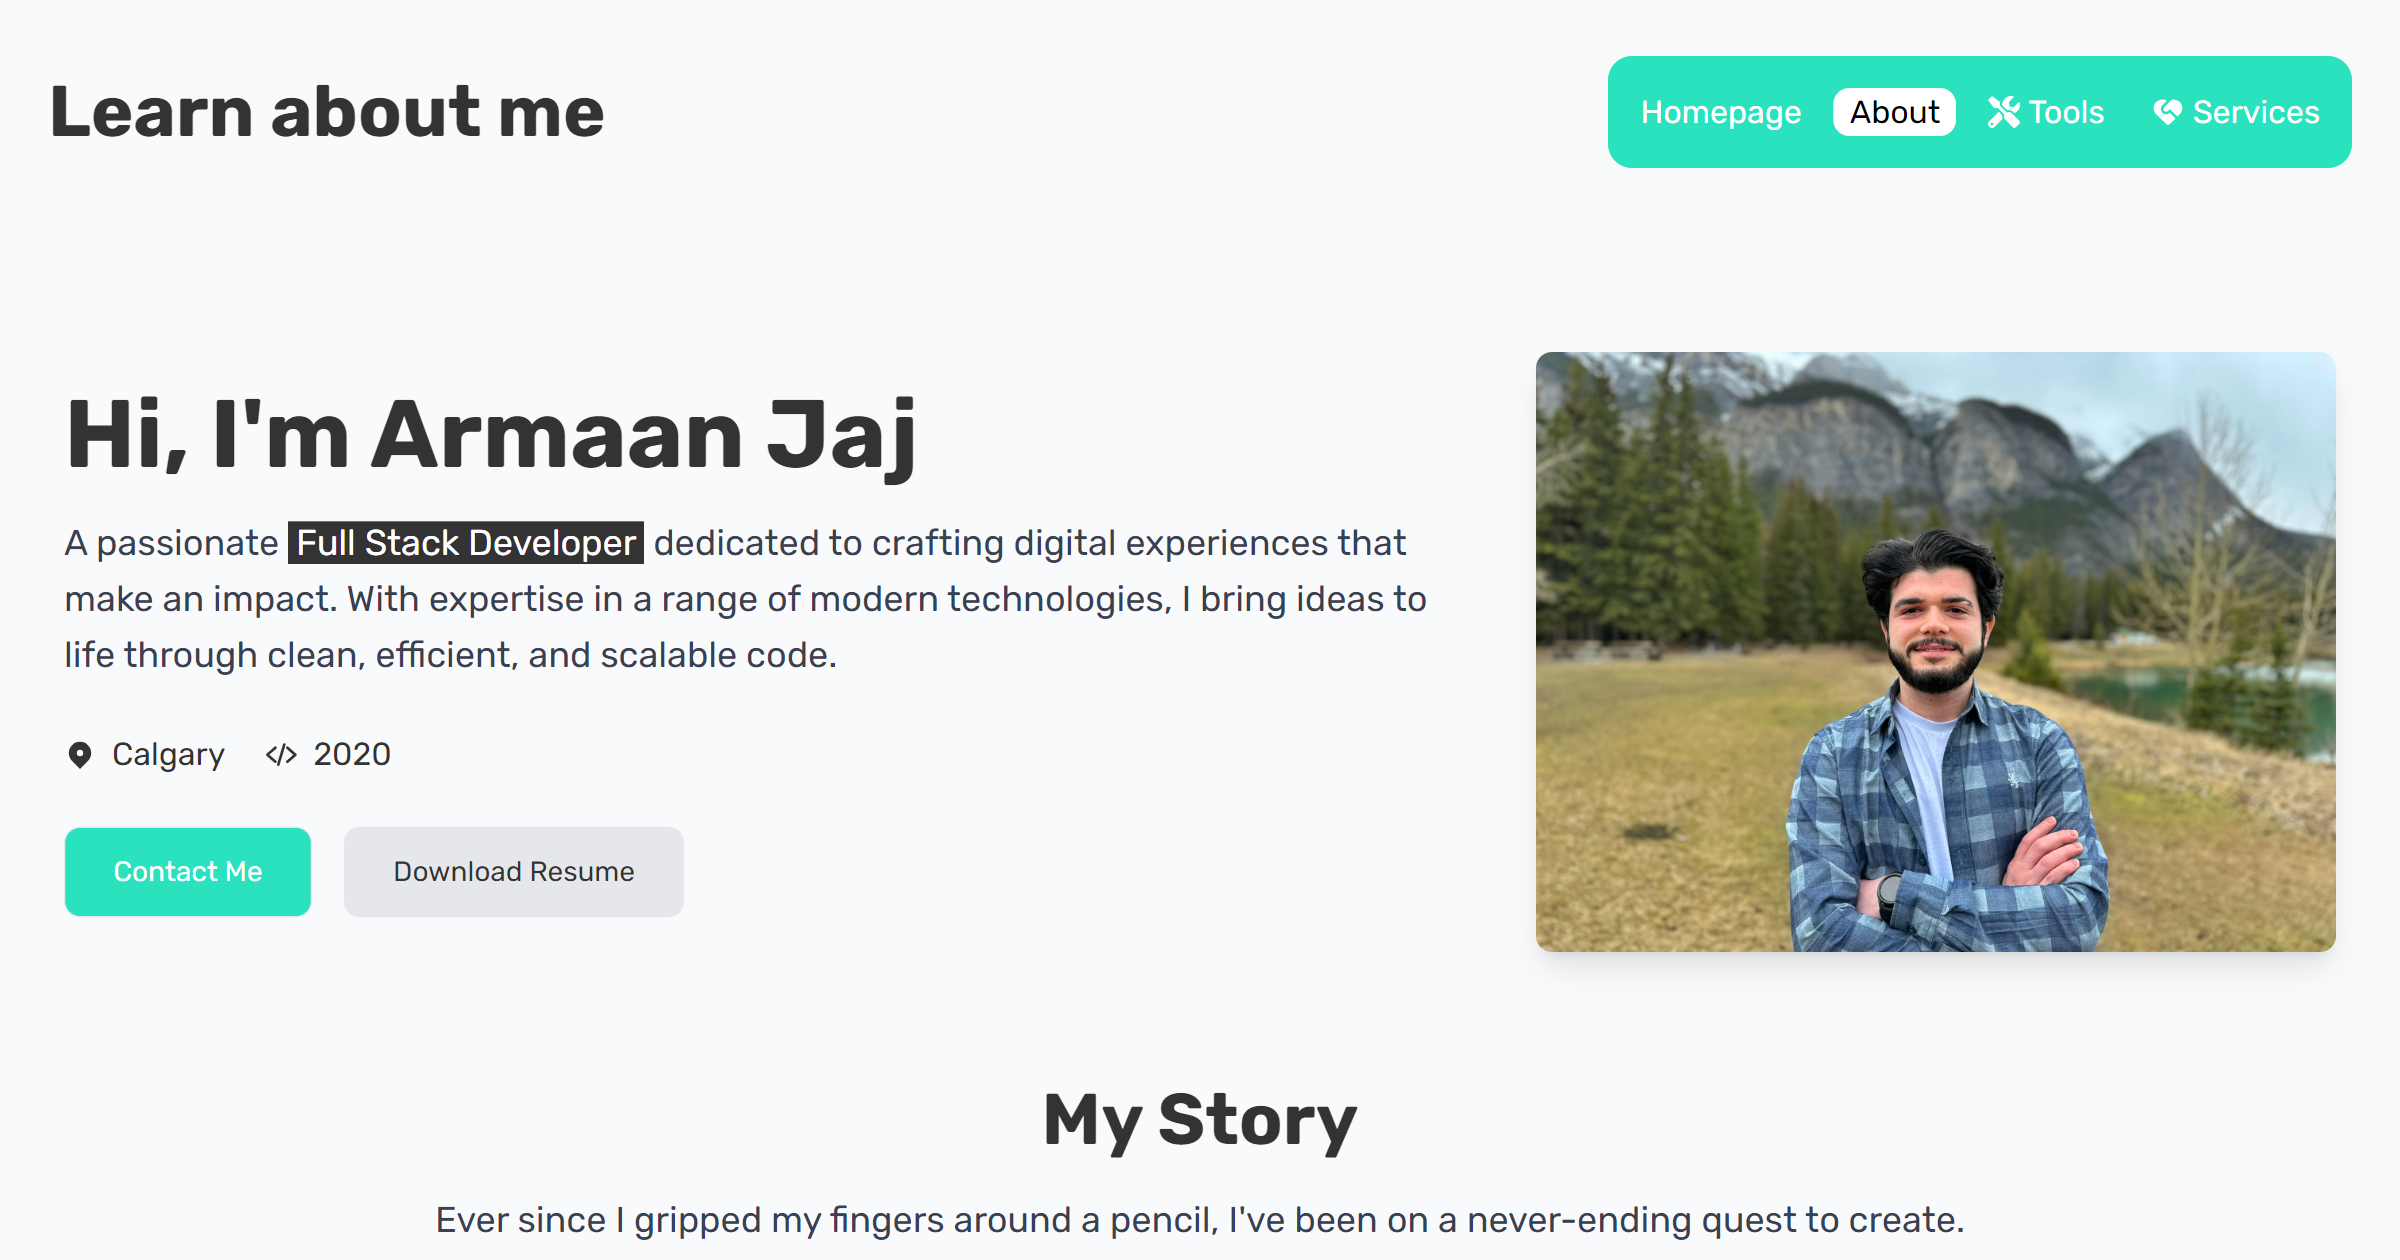 Learn about me
Homepage About Tools Services
Hi, I'm Armaan Jaj
A passionate Full Stack Developer dedicated to crafting digital experiences that
make an impact. With expertise in a range of modern technologies, I bring ideas to
life through clean, efficient, and scalable code.
Calgary 2020
Contact Me Download Resume
My Story
Ever since I gripped my fingers around a pencil, I've been on a never-ending quest to create.